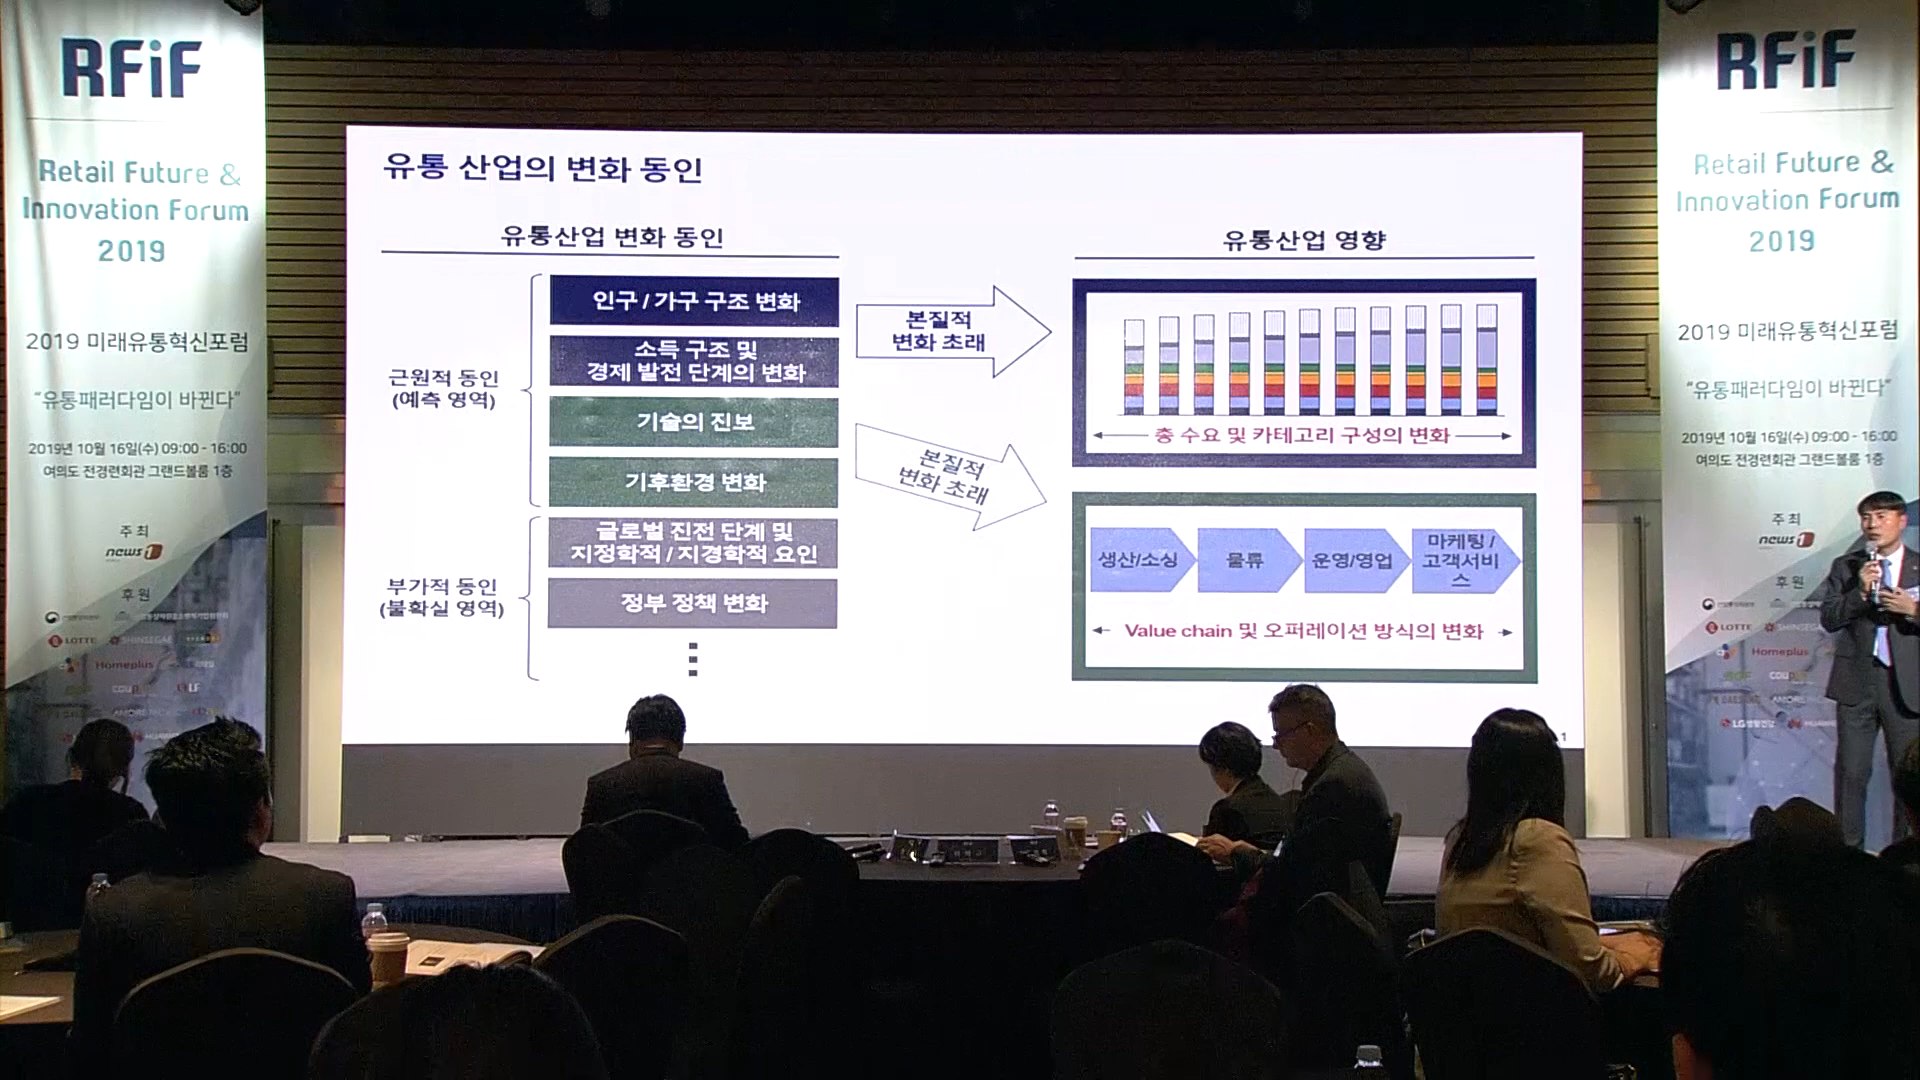 RFiF
Retail Future &
Innovation Forum
2019
2019 미래유통혁신포럼
“유통패러다임이 바뀐다”
2019년 10월 16일(수) 09:00 - 16:00
여의도 전경련회관 그랜드볼룸 1층
주 최
news1
후 원
LOTTE
SHINSEGAE
Homeplus
LF
유통 산업의 변화 동인
유통산업 변화 동인
근원적 동인
(예측 영역)
인구 / 가구 구조 변화
소득 구조 및
경제 발전 단계의 변화
기술의 진보
기후환경 변화
부가적 동인
(불확실 영역)
글로벌 진전 단계 및
지정학적 / 지경학적 요인
정부 정책 변화
본질적
변화 초래
본질적
변화 초래
유통산업 영향
총 수요 및 카테고리 구성의 변화
생산/소싱
물류
운영/영업
마케팅 /
고객서비
스
Value chain 및 오퍼레이션 방식의 변화
1
RFiF
Retail Future &
Innovation Forum
2019
2019 미래유통혁신포럼
“유통패러다임이 바뀐다”
2019년 10월 16일(수) 09:00 - 16:00
여의도 전경련회관 그랜드볼룸 1층
주 최
news1
후 원
LOTTE
SHINSEGAE
Homeplus
LG생활건강